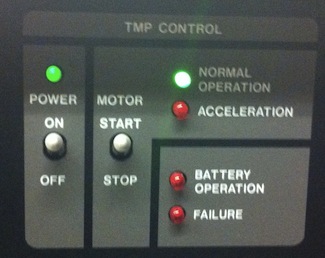 TMP CONTROL
POWER
ON
OFF
MOTOR
START
STOP
NORMAL
OPERATION
ACCELERATION
BATTERY
OPERATION
FAILURE